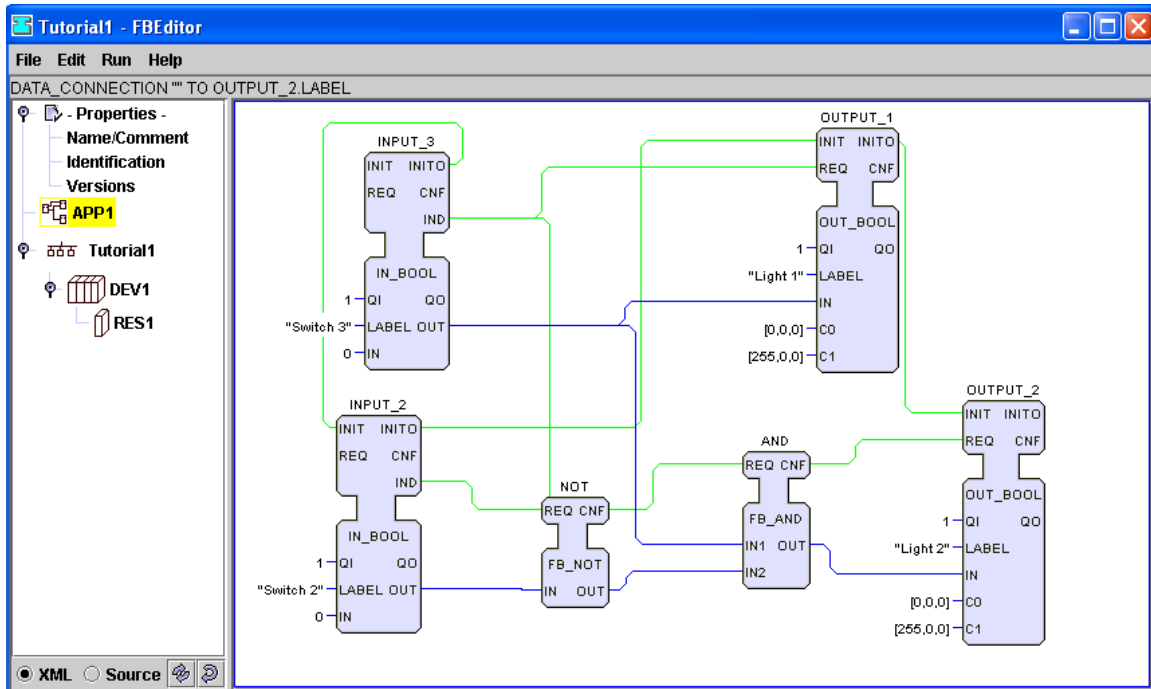 Tutorial1 - FBEditor
File Edit Run Help
DATA_CONNECTION "" TO OUTPUT_2.LABEL
- Properties -
Name/Comment
Identification
Versions
APP1
Tutorial1
DEV1
RES1
XML Source
INPUT_3
INIT INITO
REQ CNF
IND
IN_BOOL
1 QI QO
"Switch 3" LABEL OUT
0 IN
INPUT_2
INIT INITO
REQ CNF
IND
IN_BOOL
1 QI QO
"Switch 2" LABEL OUT
0 IN
NOT
REQ CNF
FB_NOT
IN OUT
AND
REQ CNF
FB_AND
IN1 OUT
IN2
OUTPUT_1
INIT INITO
REQ CNF
OUT_BOOL
1 QI QO
"Light 1" LABEL
IN
[0,0,0] C0
[255,0,0] C1
OUTPUT_2
INIT INITO
REQ CNF
OUT_BOOL
1 QI QO
"Light 2" LABEL
IN
[0,0,0] C0
[255,0,0] C1